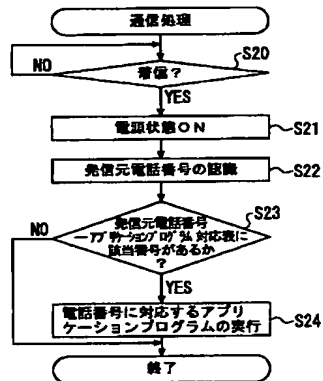 通信処理
着信？
S20
NO
YES
電源状態ON
S21
発信元電話番号の認識
S22
発信元電話番号
ーアプリケーションプログラム対応表に
該当番号があるか
？
S23
NO
YES
電話番号に対応するアプリ
ケーションプログラムの実行
S24
終了